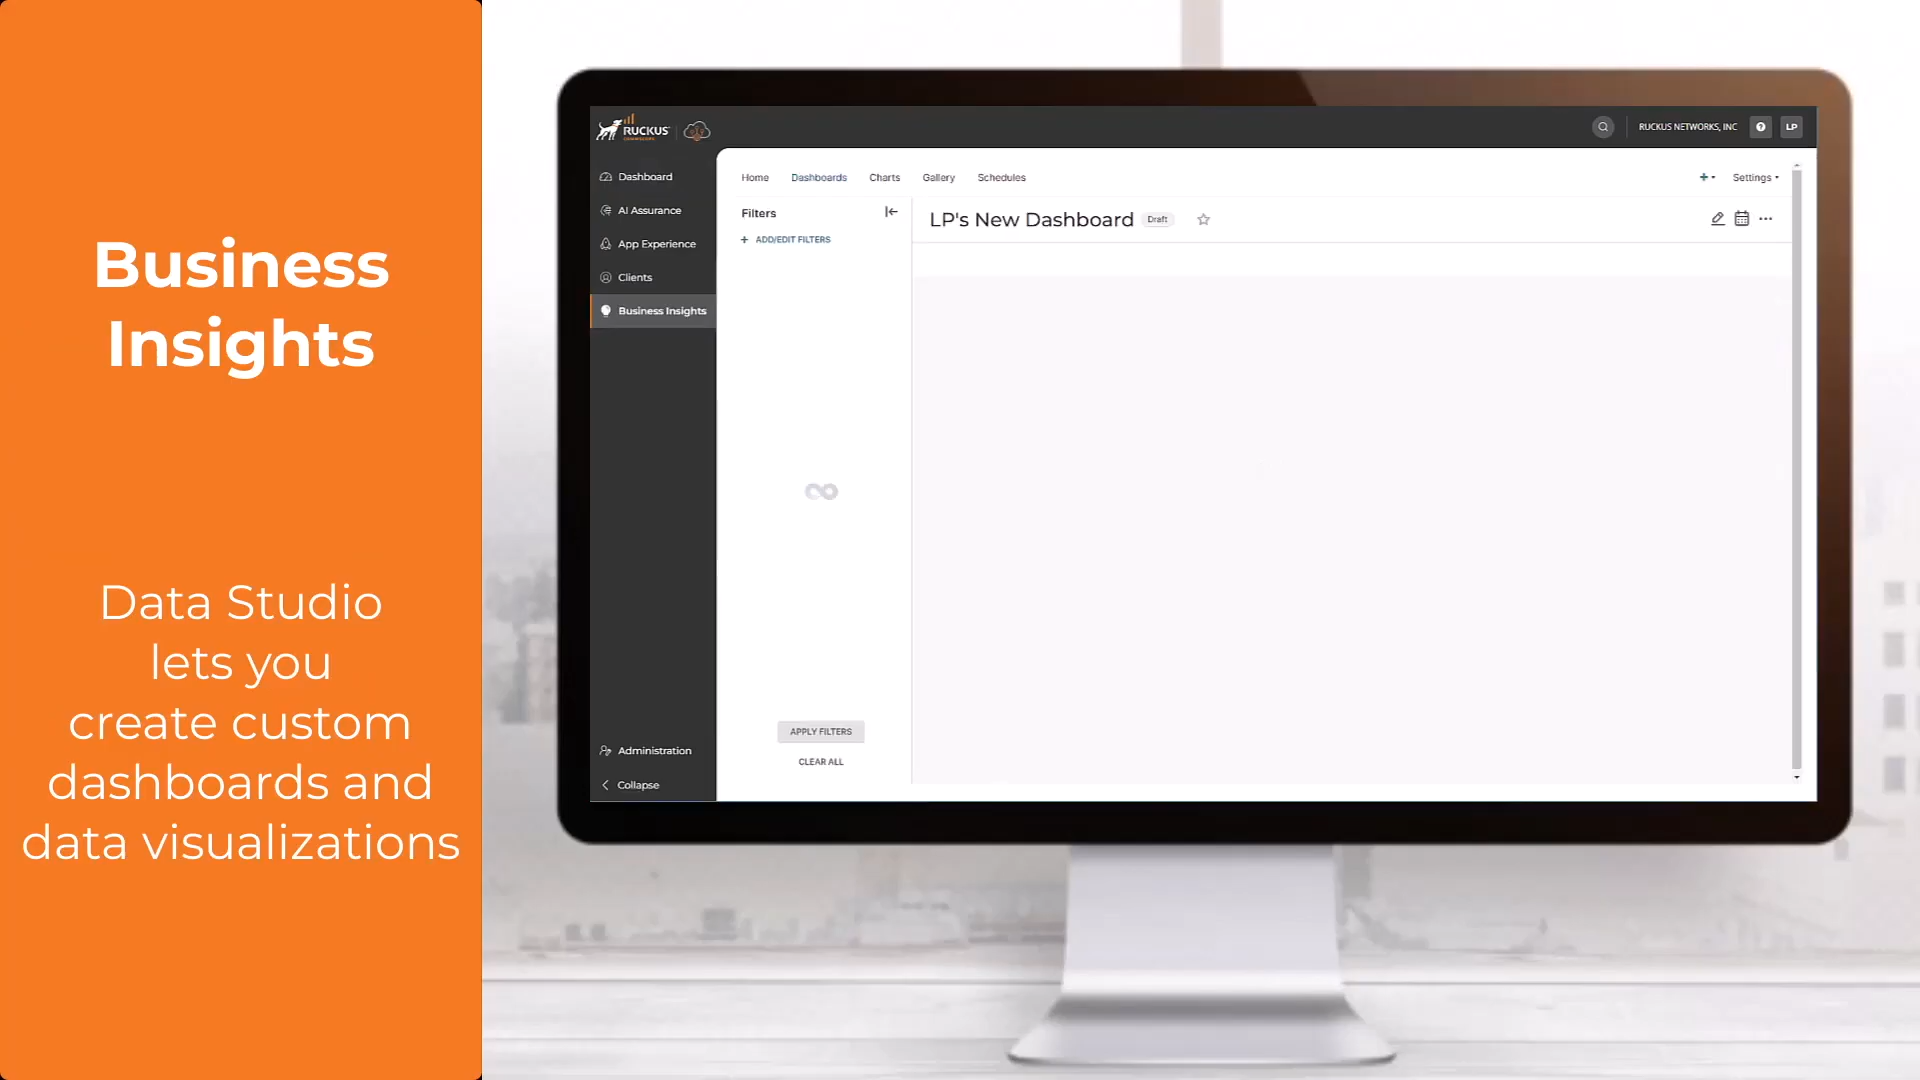 Business
Insights
Data Studio
lets you
create custom
dashboards and
data visualizations
RUCKUS
RUCKUS NETWORKS, INC
?
LP
Dashboard
AI Assurance
App Experience
Clients
Business Insights
Administration
Collapse
Home Dashboards Charts Gallery Schedules
+ Settings
Filters
+ ADD/EDIT FILTERS
LP's New Dashboard Draft
APPLY FILTERS
CLEAR ALL